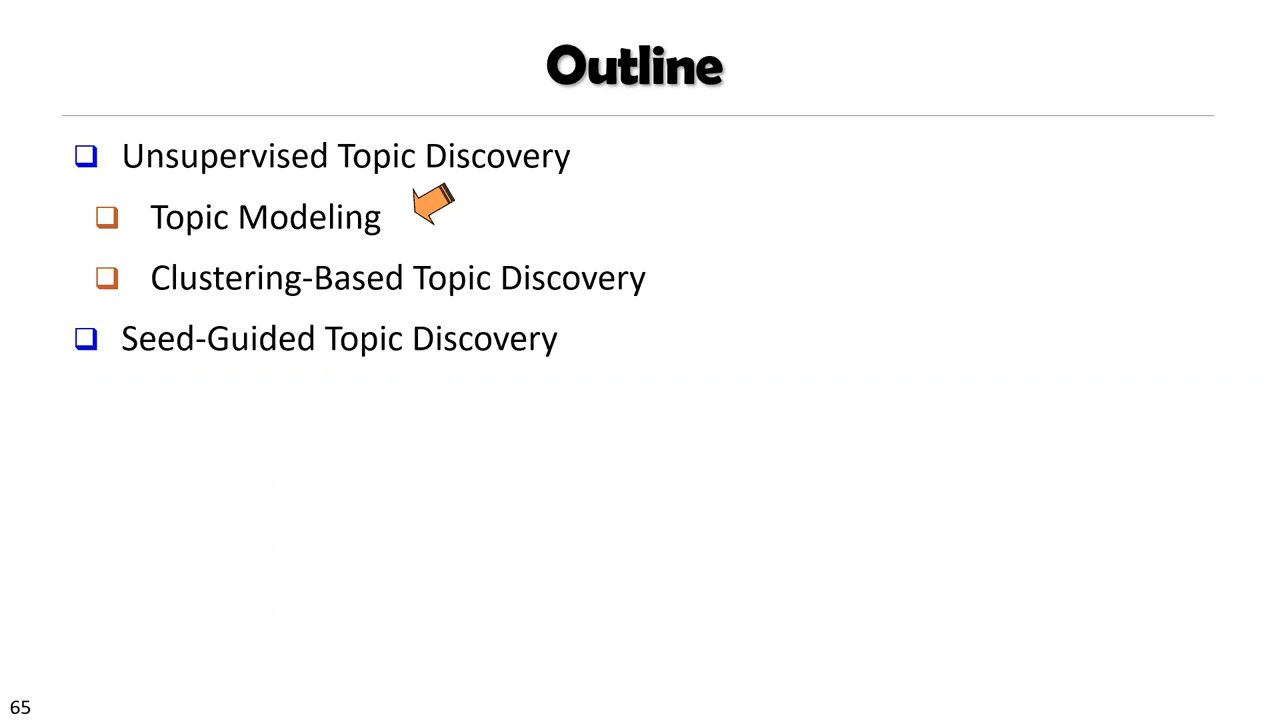 Outline
Unsupervised Topic Discovery
Topic Modeling
Clustering-Based Topic Discovery
Seed-Guided Topic Discovery
65